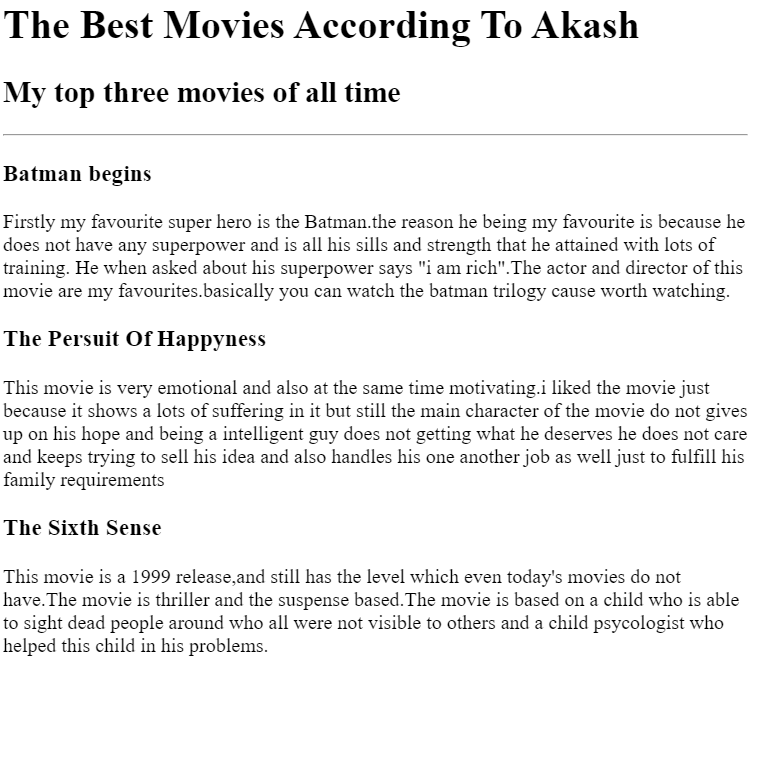 The Best Movies According To Akash
My top three movies of all time
Batman begins
Firstly my favourite super hero is the Batman.the reason he being my favourite is because he
does not have any superpower and is all his sills and strength that he attained with lots of
training. He when asked about his superpower says "i am rich".The actor and director of this
movie are my favourites.basically you can watch the batman trilogy cause worth watching.
The Persuit Of Happyness
This movie is very emotional and also at the same time motivating.i liked the movie just
because it shows a lots of suffering in it but still the main character of the movie do not gives
up on his hope and being a intelligent guy does not getting what he deserves he does not care
and keeps trying to sell his idea and also handles his one another job as well just to fulfill his
family requirements
The Sixth Sense
This movie is a 1999 release,and still has the level which even today's movies do not
have.The movie is thriller and the suspense based.The movie is based on a child who is able
to sight dead people around who all were not visible to others and a child psycologist who
helped this child in his problems.